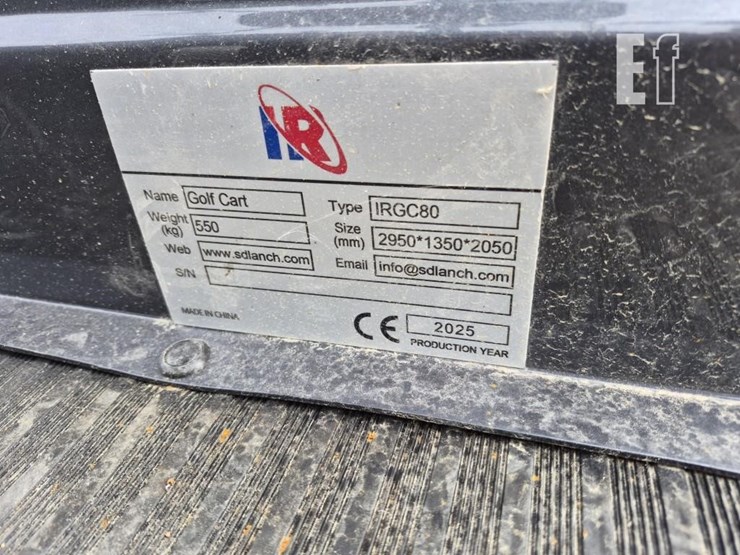 Ef
IR
Name Golf Cart Type IRGC80
Weight (kg) 550 Size (mm) 2950*1350*2050
Web www.sdlanch.com Email info@sdlanch.com
S/N
MADE IN CHINA CE 2025
PRODUCTION YEAR